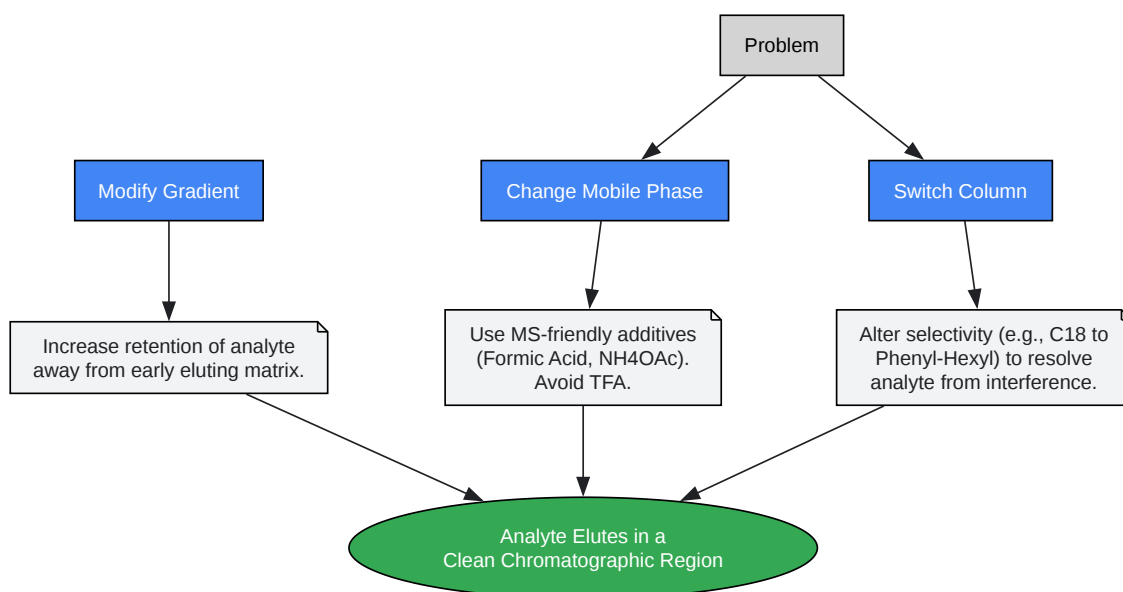 Problem
Modify Gradient
Change Mobile Phase
Switch Column
Increase retention of analyte
away from early eluting matrix.
Use MS-friendly additives
(Formic Acid, NH4OAc).
Avoid TFA.
Alter selectivity (e.g., C18 to
Phenyl-Hexyl) to resolve
analyte from interference.
Analyte Elutes in a
Clean Chromatographic Region